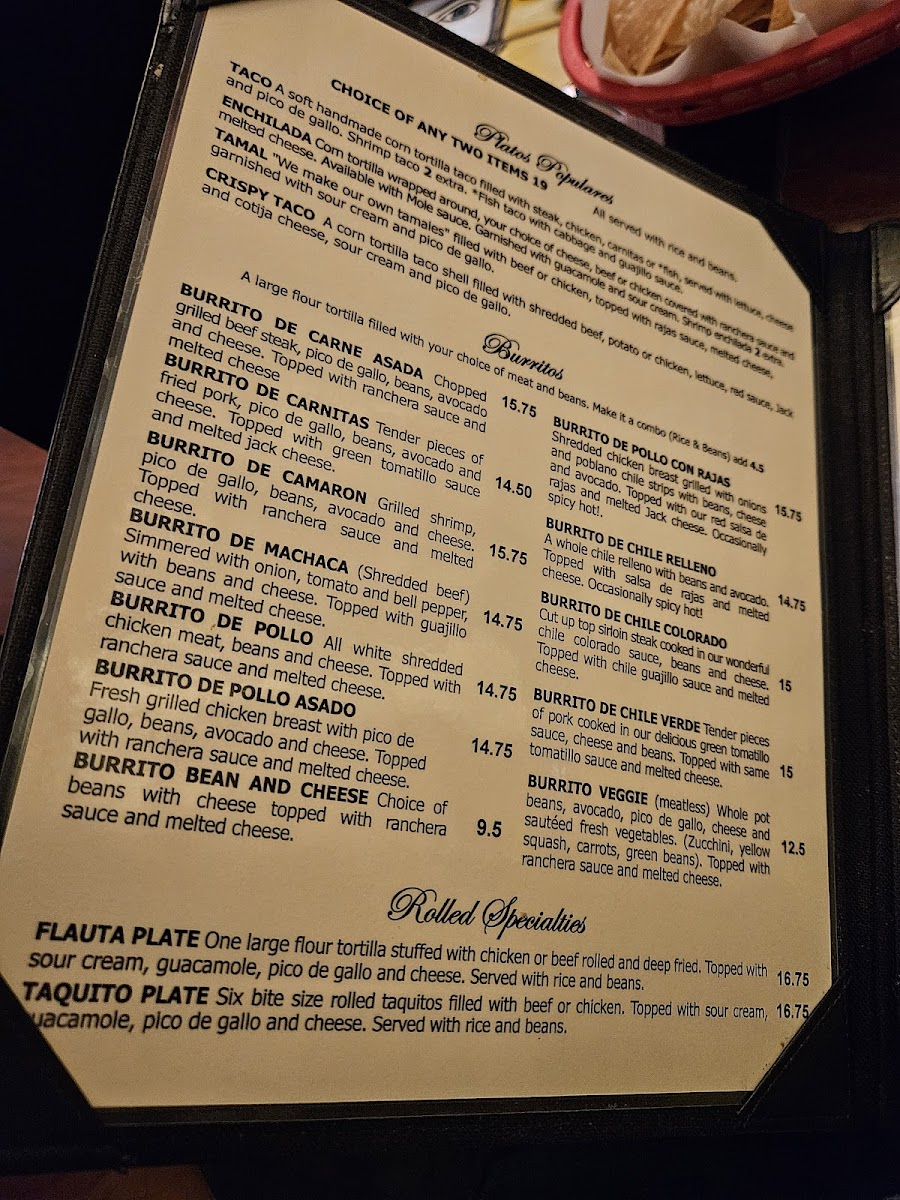 Platos Populares
CHOICE OF ANY TWO ITEMS 19
All served with rice and beans.
TACO A soft handmade corn tortilla taco filled with steak, chicken, carnitas or *fish, served with lettuce, cheese
and pico de gallo. Shrimp taco 2 extra. *Fish taco with cabbage and guajillo sauce.
ENCHILADA Corn tortilla wrapped around, your choice of cheese, beef or chicken covered with ranchera sauce and
melted cheese. Available with Mole sauce. Garnished with guacamole and sour cream. Shrimp enchilada 2 extra.
TAMAL "We make our own tamales" filled with beef or chicken, topped with rajas sauce, melted cheese,
garnished with sour cream and pico de gallo.
CRISPY TACO A corn tortilla taco shell filled with shredded beef, potato or chicken, lettuce, red sauce, Jack
and cotija cheese, sour cream and pico de gallo.
Burritos
A large flour tortilla filled with your choice of meat and beans. Make it a combo (Rice & Beans) add 4.5
BURRITO DE CARNE ASADA Chopped
grilled beef steak, pico de gallo, beans, avocado
and cheese. Topped with ranchera sauce and 15.75
melted cheese
BURRITO DE CARNITAS Tender pieces of
fried pork, pico de gallo, beans, avocado and
cheese. Topped with green tomatillo sauce 14.50
and melted jack cheese.
BURRITO DE CAMARON Grilled shrimp,
pico de gallo, beans, avocado and cheese.
Topped with ranchera sauce and melted 15.75
cheese.
BURRITO DE MACHACA (Shredded beef)
Simmered with onion, tomato and bell pepper,
with beans and cheese. Topped with guajillo 14.75
sauce and melted cheese.
BURRITO DE POLLO All white shredded
chicken meat, beans and cheese. Topped with 14.75
ranchera sauce and melted cheese.
BURRITO DE POLLO ASADO
Fresh grilled chicken breast with pico de
gallo, beans, avocado and cheese. Topped 14.75
with ranchera sauce and melted cheese.
BURRITO BEAN AND CHEESE Choice of
beans with cheese topped with ranchera 9.5
sauce and melted cheese.
BURRITO DE POLLO CON RAJAS
Shredded chicken breast grilled with onions
and poblano chile strips with beans, cheese 15.75
and avocado. Topped with our red salsa de
rajas and melted Jack cheese. Occasionally
spicy hot!.
BURRITO DE CHILE RELLENO
A whole chile relleno with beans and avocado. 14.75
Topped with salsa de rajas and melted
cheese. Occasionally spicy hot!
BURRITO DE CHILE COLORADO
Cut up top sirloin steak cooked in our wonderful
chile colorado sauce, beans and cheese. 15
Topped with chile guajillo sauce and melted
cheese.
BURRITO DE CHILE VERDE Tender pieces
of pork cooked in our delicious green tomatillo
sauce, cheese and beans. Topped with same 15
tomatillo sauce and melted cheese.
BURRITO VEGGIE (meatless) Whole pot
beans, avocado, pico de gallo, cheese and
sautéed fresh vegetables. (Zucchini, yellow 12.5
squash, carrots, green beans). Topped with
ranchera sauce and melted cheese.
Rolled Specialties
FLAUTA PLATE One large flour tortilla stuffed with chicken or beef rolled and deep fried. Topped with 16.75
sour cream, guacamole, pico de gallo and cheese. Served with rice and beans.
TAQUITO PLATE Six bite size rolled taquitos filled with beef or chicken. Topped with sour cream, 16.75
uacamole, pico de gallo and cheese. Served with rice and beans.